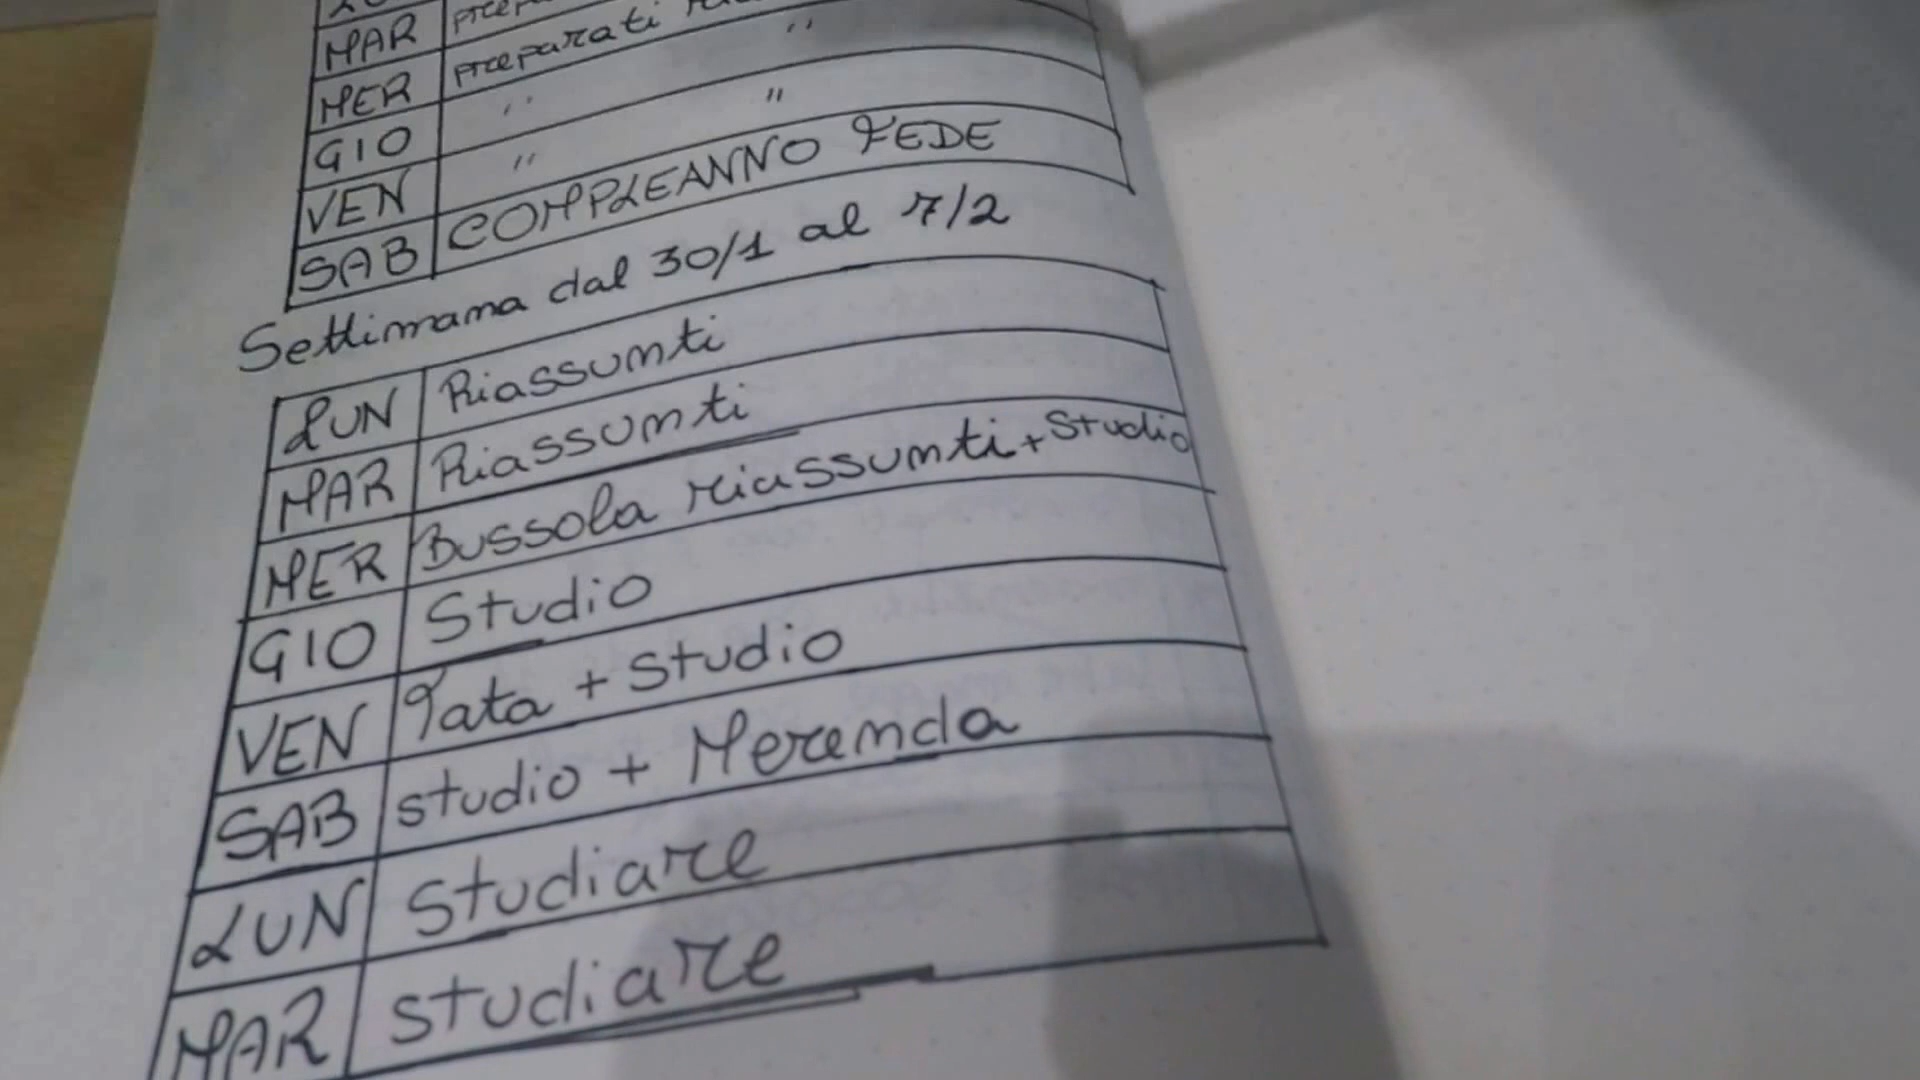 MAR
MER preparati
GIO " "
VEN " "
SAB COMPLEANNO FEDE
Settimana dal 30/1 al 7/2
LUN Riassunti
MAR Riassunti
MER Bussola riassunti + Studio
GIO Studio
VEN Tata + Studio
SAB studio + Merenda
LUN Studiare
MAR studiare